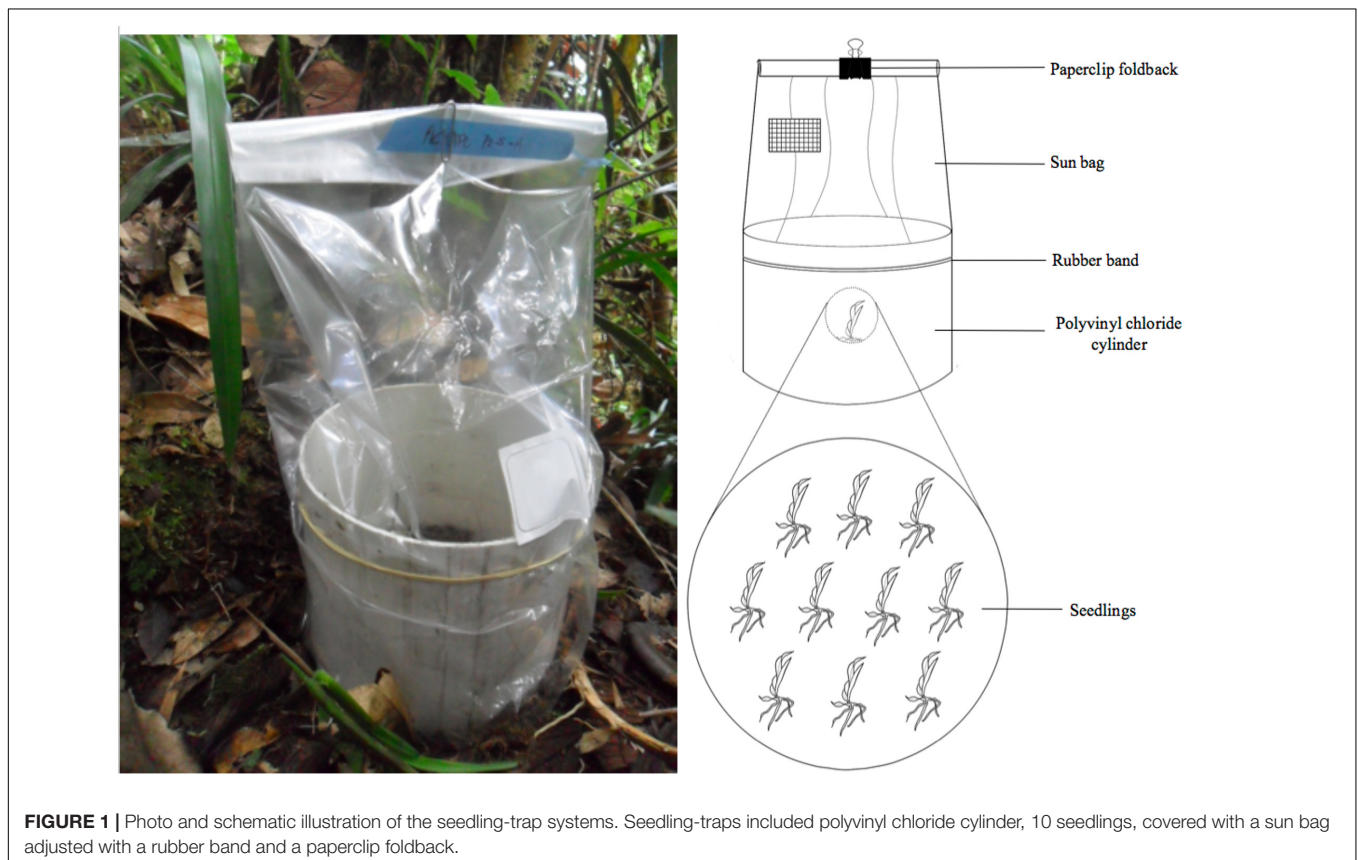 Paperclip foldback
Sun bag
Rubber band
Polyvinyl chloride
cylinder
Seedlings
FIGURE 1 | Photo and schematic illustration of the seedling-trap systems. Seedling-traps included polyvinyl chloride cylinder, 10 seedlings, covered with a sun bag
adjusted with a rubber band and a paperclip foldback.